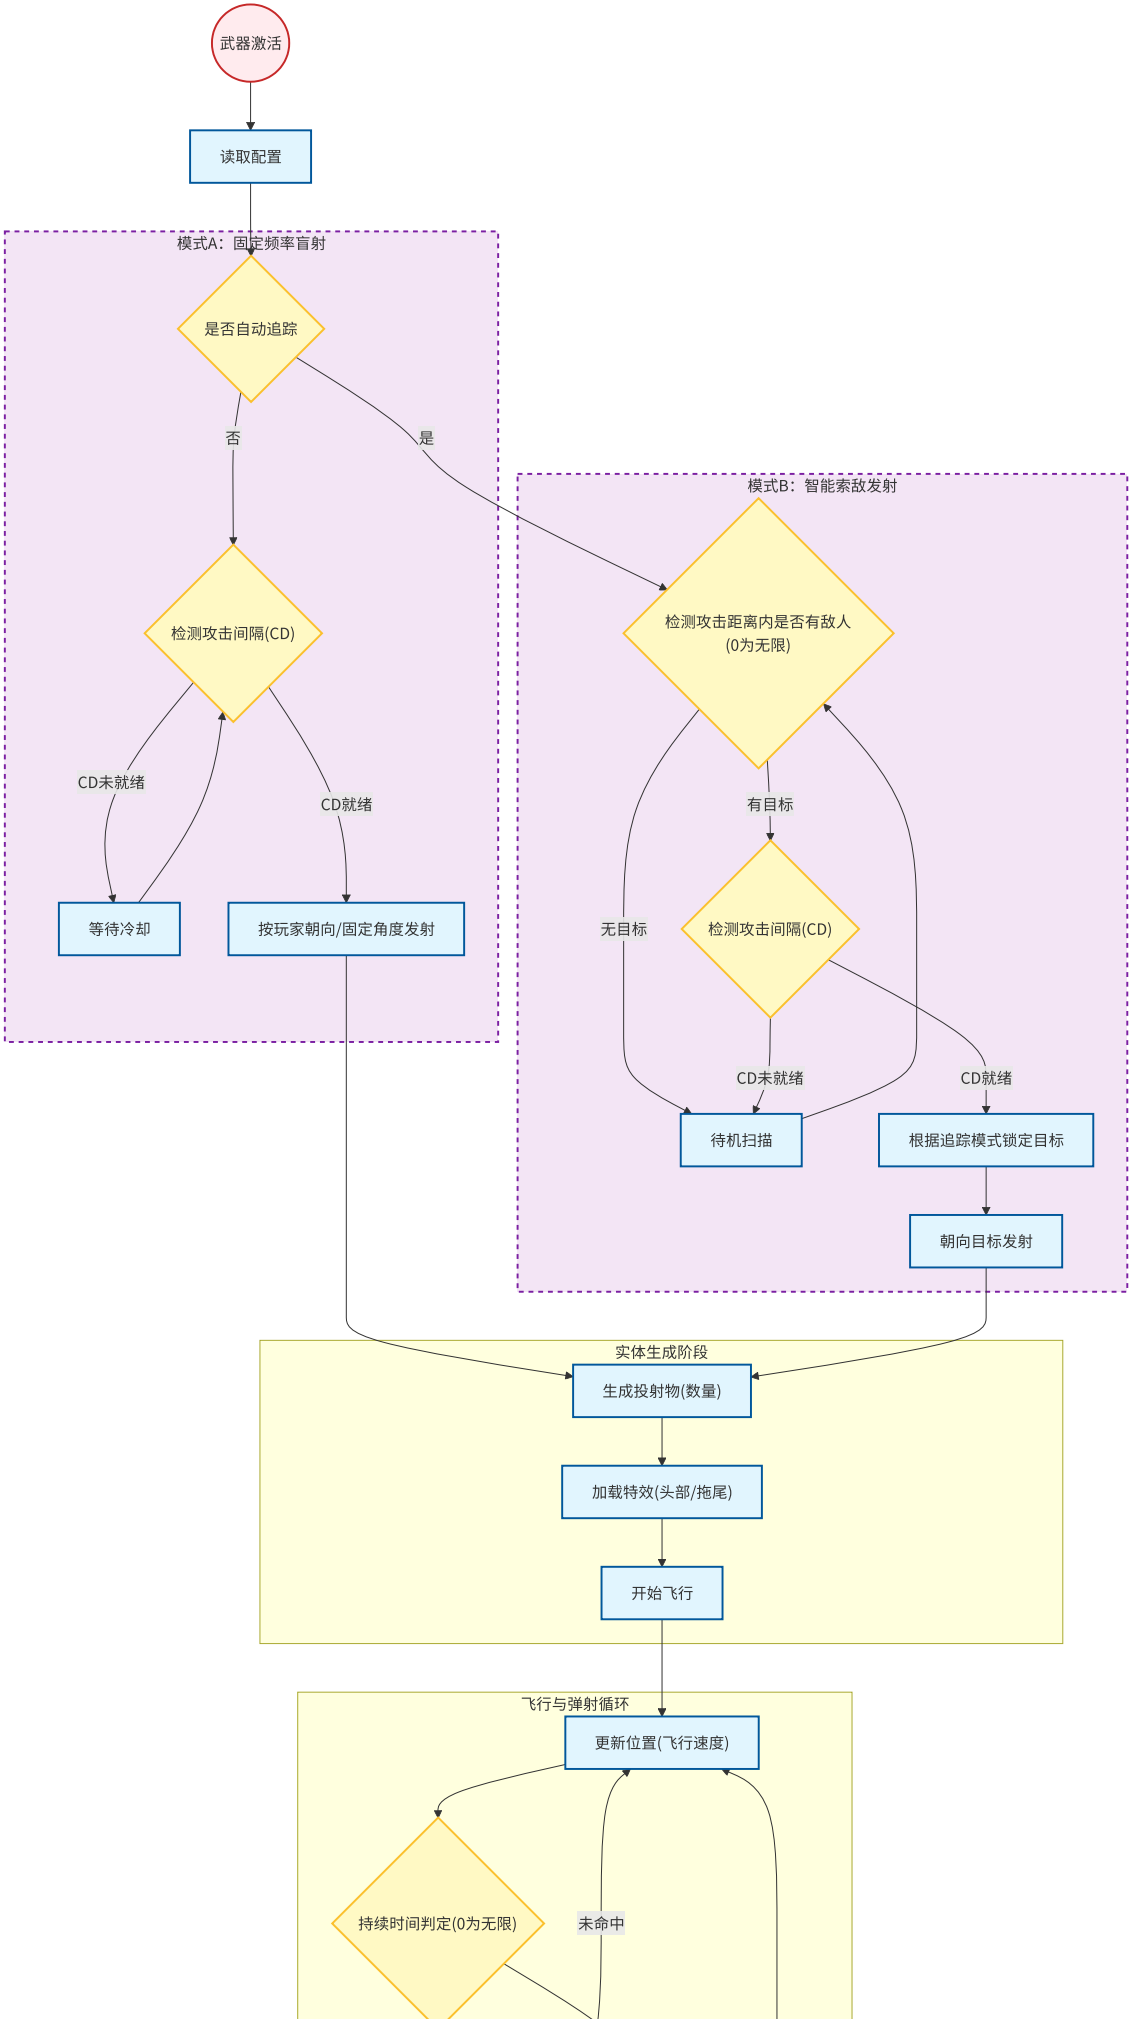 武器激活
读取配置
模式A：固定频率盲射
是否自动追踪
否
是
模式B：智能索敌发射
检测攻击间隔(CD)
检测攻击距离内是否有敌人
(0为无限)
CD未就绪
CD就绪
有目标
等待冷却
按玩家朝向/固定角度发射
无目标
检测攻击间隔(CD)
CD未就绪
CD就绪
待机扫描
根据追踪模式锁定目标
朝向目标发射
实体生成阶段
生成投射物(数量)
加载特效(头部/拖尾)
开始飞行
飞行与弹射循环
更新位置(飞行速度)
持续时间判定(0为无限)
未命中